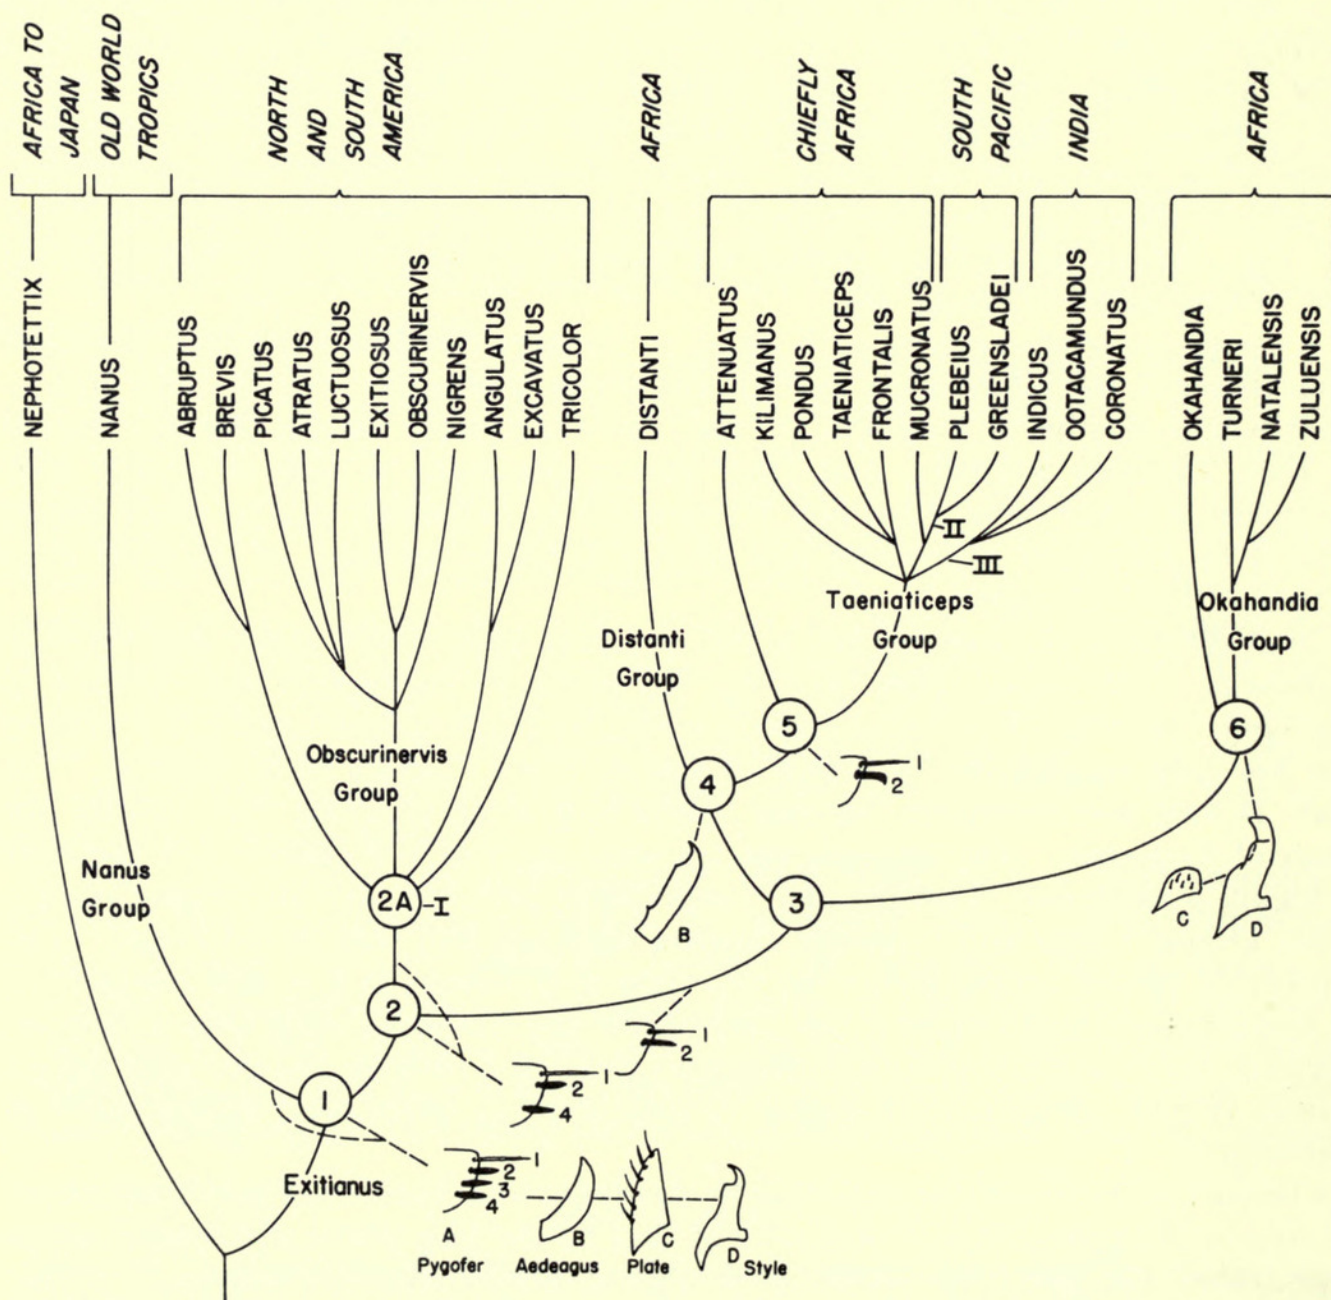 AFRICA TO
JAPAN
OLD WORLD
TROPICS
NORTH
AND
SOUTH
AMERICA
AFRICA
CHIEFLY
AFRICA
SOUTH
PACIFIC
INDIA
AFRICA
NEPHOTETTIX
NANUS
ABRUPTUS
BREVIS
PICATUS
ATRATUS
LUCTUOSUS
EXITIOSUS
OBSCURINERVIS
NIGRENS
ANGULATUS
EXCAVATUS
TRICOLOR
DISTANTI
ATTENUATUS
KILIMANUS
PONDUS
TAENIATICEPS
FRONTALIS
MUCRONATUS
PLEBEIUS
GREENSLADEI
INDICUS
OOTACAMUNDUS
CORONATUS
OKAHANDIA
TURNERI
NATALENSIS
ZULUENSIS
II
III
Taeniaticeps
Group
Okahandia
Group
Distanti
Group
5
6
Obscurinervis
Group
4
1
2
Nanus
Group
2A
I
3
B
C
D
2
1
2
1
2
4
1
Exitianus
1
2
3
4
A
B
C
D
Pygofer
Aedeagus
Plate
Style